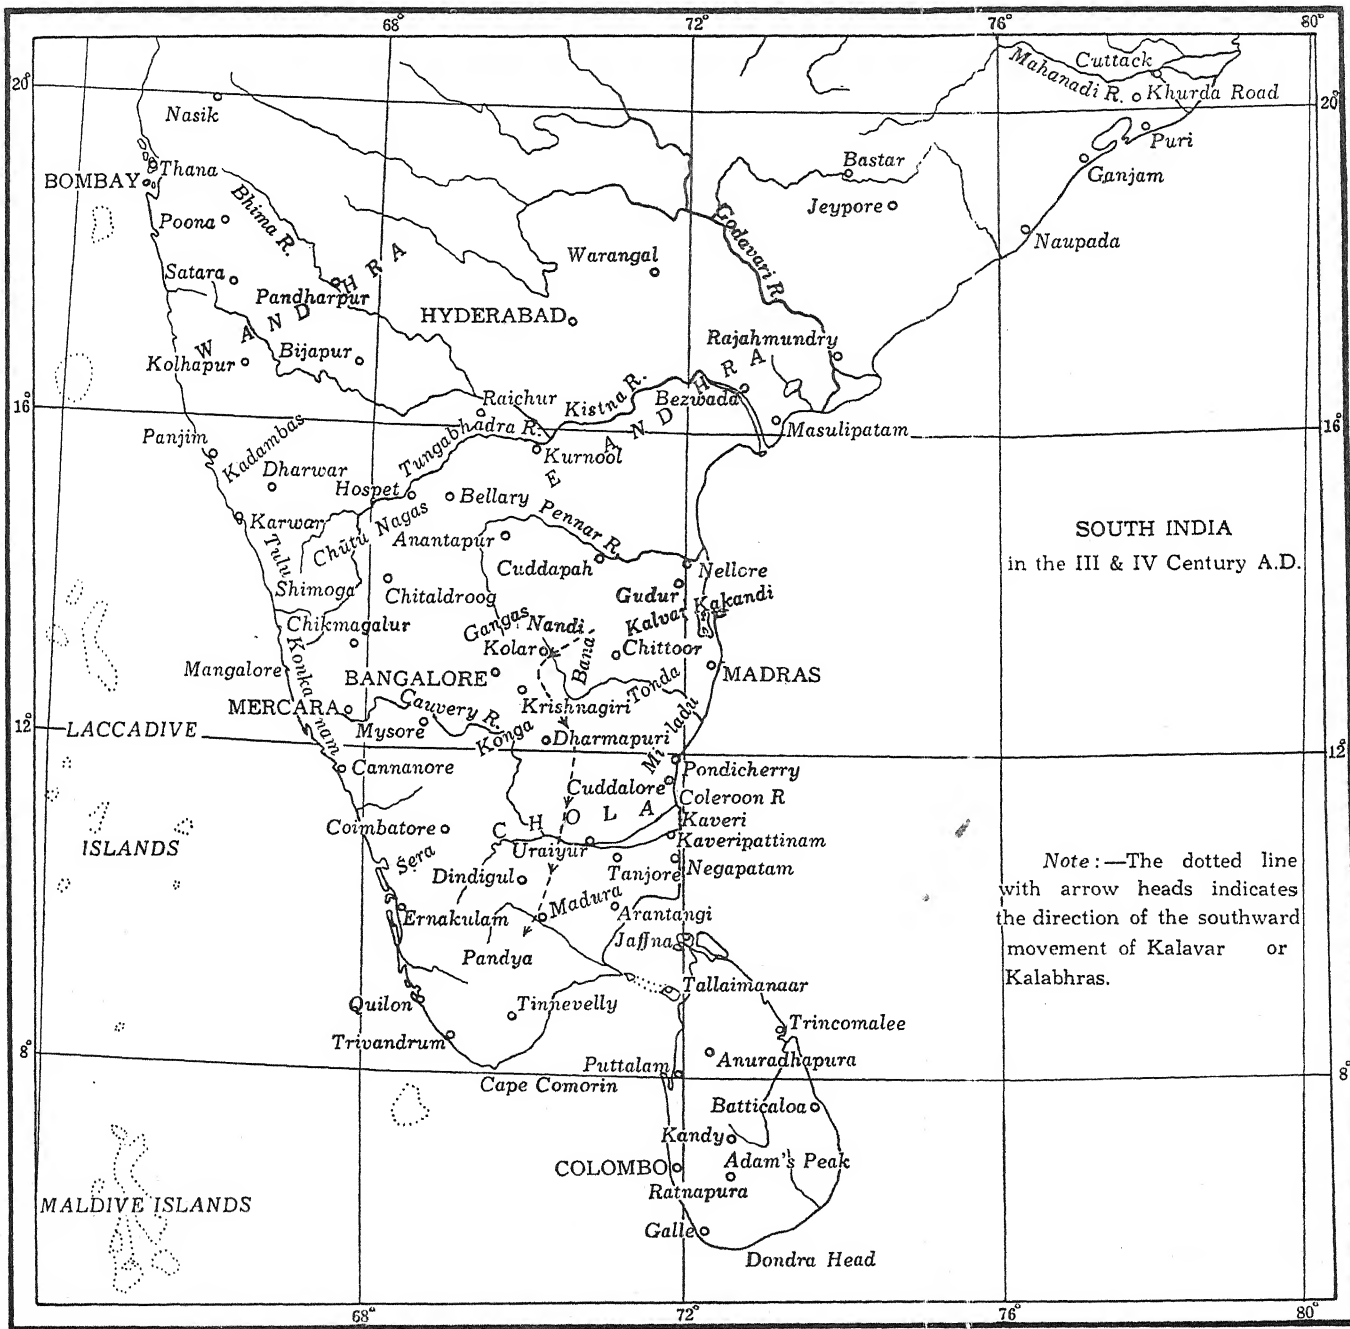 68° 72° 76° 80°
20° 20°
Cuttack
Mahanadi R.
Khurda Road
Nasik
Puri
Thana
Bastar
BOMBAY
Ganjam
Bhima R.
Jeypore
Poona
Godavari R.
Naupada
Warangal
Satara
Pandharpur
W ANDHRA
HYDERABAD
Rajahmundry
Kolhapur
Bijapur
Raichur
Kistna R.
Bezwada
E ANDHRA
16° 16°
Masulipatam
Panjim
Kadambas
Tungabhadra R.
Kurnool
Dharwar
Hospet
Bellary
Karwar
Chūtū Nagas
Pennar R.
SOUTH INDIA
in the III & IV Century A.D.
Anantapur
Tulu
Cuddapah
Nellore
Shimoga
Chitaldroog
Gudur
Kalvar Kakandi
Gangas
Nandi
Chikmagalur
Kolar
Bana
Chittoor
Konkanam
Mangalore
BANGALORE
MADRAS
Tonda
MERCARA
Cauvery R.
Krishnagiri
Miladu
12° 12°
LACCADIVE
Mysore
Konga
Dharmapuri
Cannanore
Pondicherry
Cuddalore
Coleroon R
CHOLA
Kaveri
Coimbatore
Kaveripattinam
ISLANDS
Śera
Uraiyur
Tanjore
Negapatam
Dindigul
Madura
Ernakulam
Arantangi
Jaffna
Pandya
Note:—The dotted line
with arrow heads indicates
the direction of the southward
movement of Kalavar or
Kalabhras.
Tallaimanaar
Quilon
Tinnevelly
Trincomalee
Trivandrum
8° 8°
Puttalam
Anuradhapura
Cape Comorin
Batticaloa
Kandy
COLOMBO
Adam's Peak
Ratnapura
MALDIVE ISLANDS
Galle
Dondra Head
68° 72° 76° 80°